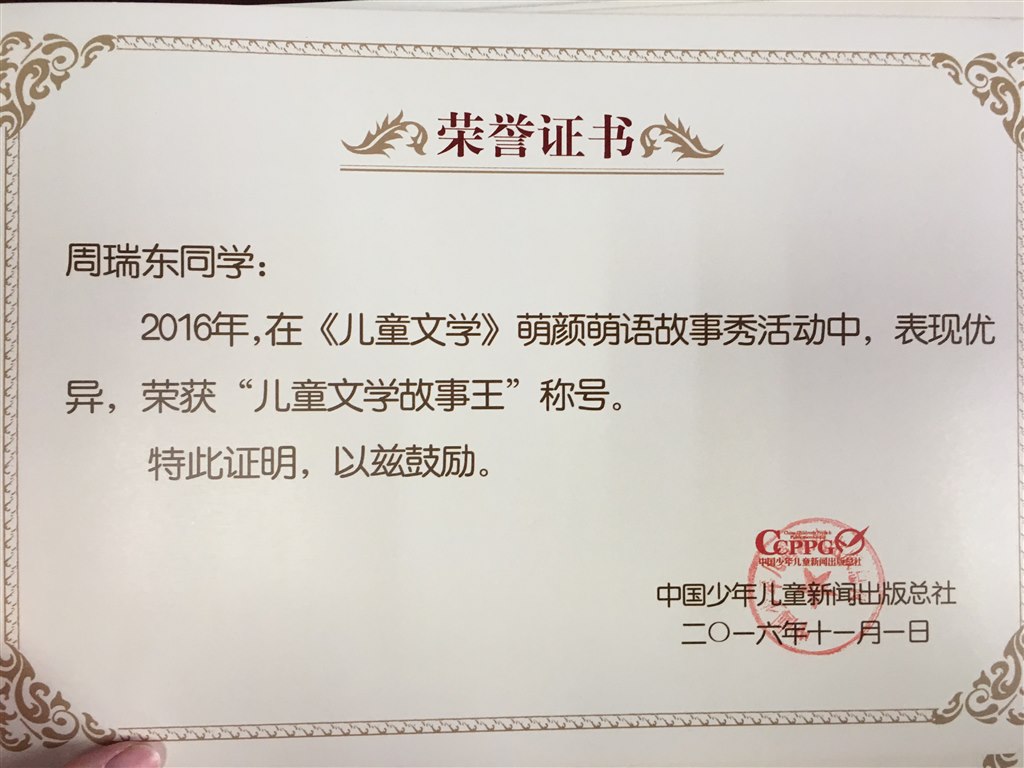 荣誉证书
周瑞东同学：
2016年,在《儿童文学》萌颜萌语故事秀活动中，表现优
异，荣获“儿童文学故事王”称号。
特此证明，以兹鼓励。
CCPPG
中国少年儿童新闻出版总社
中国少年儿童新闻出版总社
二〇一六年十一月一日